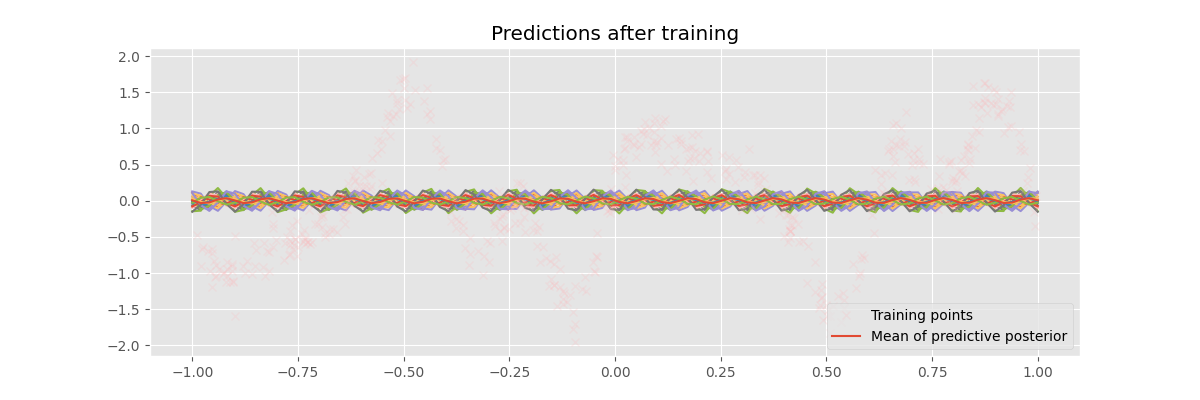 Predictions after training
2.0
1.5
1.0
0.5
0.0
−0.5
−1.0
−1.5
−2.0
Training points
Mean of predictive posterior
−1.00 −0.75 −0.50 −0.25 0.00 0.25 0.50 0.75 1.00